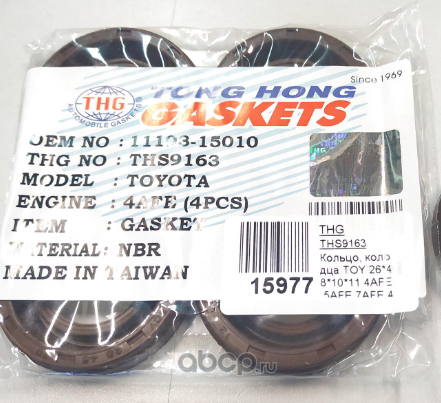 Since 1969
THG
AUTOMOBILE GASKETS
TONG HONG
GASKETS
OEM NO : 11193-15010
THG NO : THS9163
MODEL : TOYOTA
ENGINE : 4AFE (4PCS)
ITEM : GASKET
MATERIAL: NBR
MADE IN TAIWAN
15977
THG
THS9163
Кольцо, коло
дца TOY 26*4
8*10*11 4AFE
5AFE 7AFE 4
abcp.ru